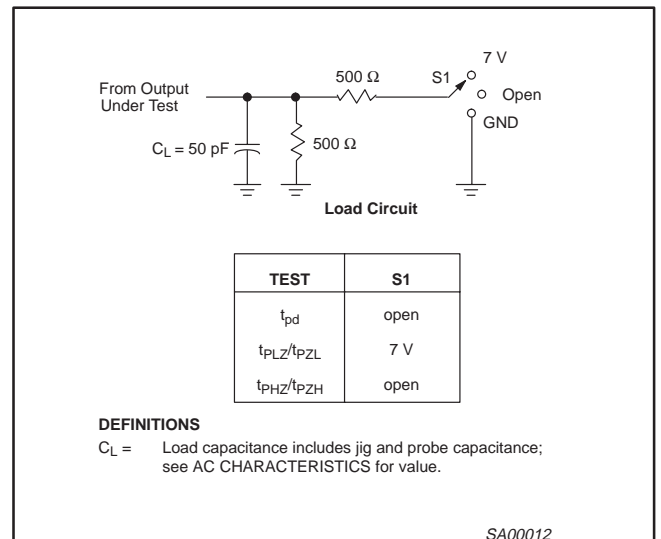 7 V
From Output
Under Test
500 Ω
S1
Open
GND
C_L = 50 pF
500 Ω
Load Circuit
TEST S1
t_pd open
t_PLZ/t_PZL 7 V
t_PHZ/t_PZH open
DEFINITIONS
C_L = Load capacitance includes jig and probe capacitance;
see AC CHARACTERISTICS for value.
SA00012